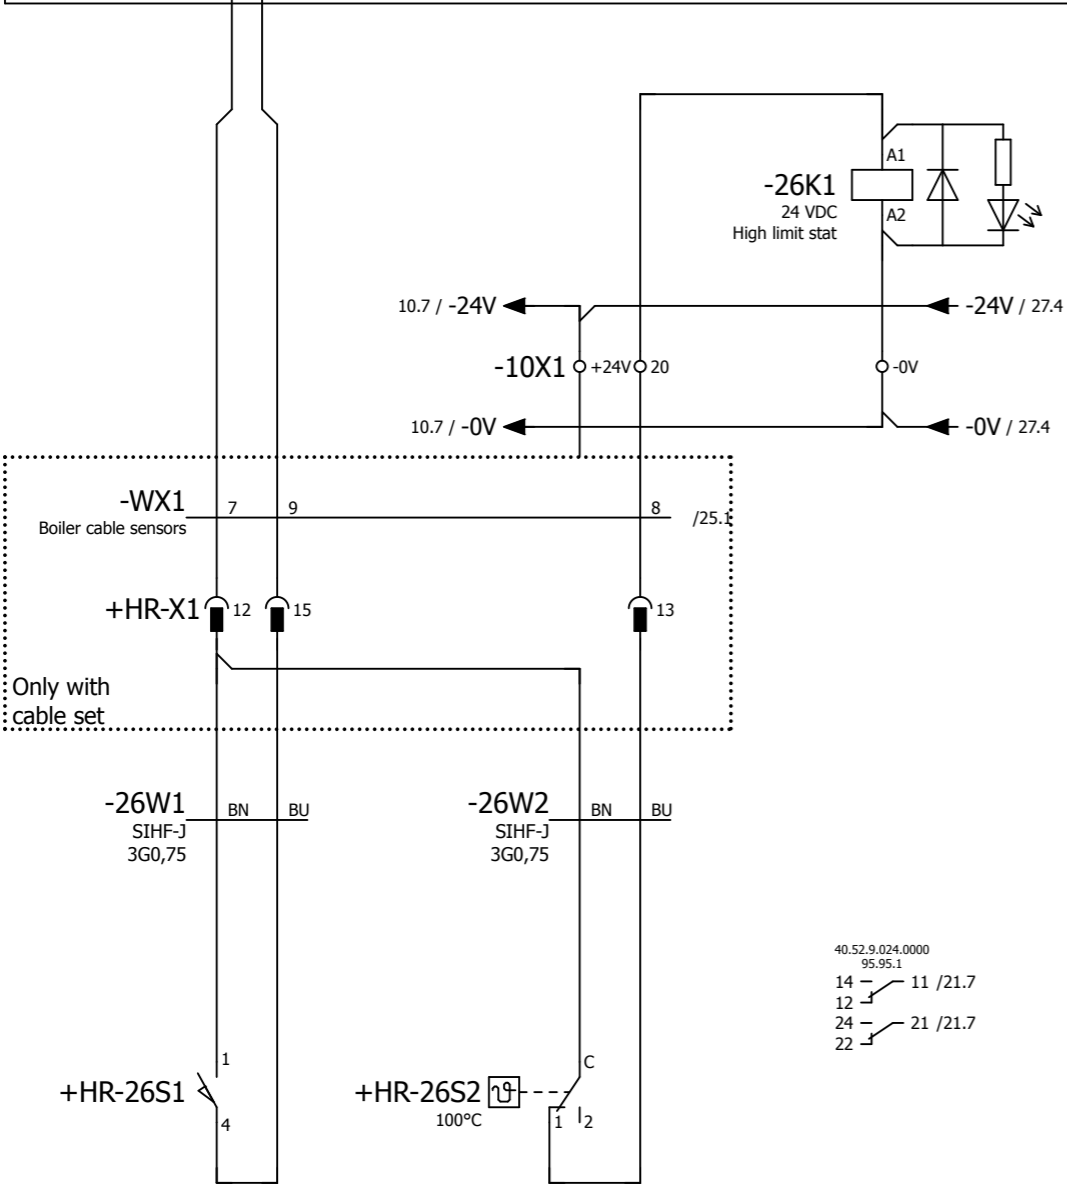 A1
-26K1
24 VDC
A2
High limit stat
10.7 / -24V
-24V / 27.4
-10X1
+24V
20
-0V
10.7 / -0V
-0V / 27.4
-WX1
7
9
8
/25.1
Boiler cable sensors
+HR-X1
12
15
13
Only with
cable set
-26W1
BN
BU
SIHF-J
3G0,75
-26W2
BN
BU
SIHF-J
3G0,75
40.52.9.024.0000
95.95.1
14
11 /21.7
12
24
21 /21.7
22
1
+HR-26S1
4
C
+HR-26S2
ϑ
100°C
1
2